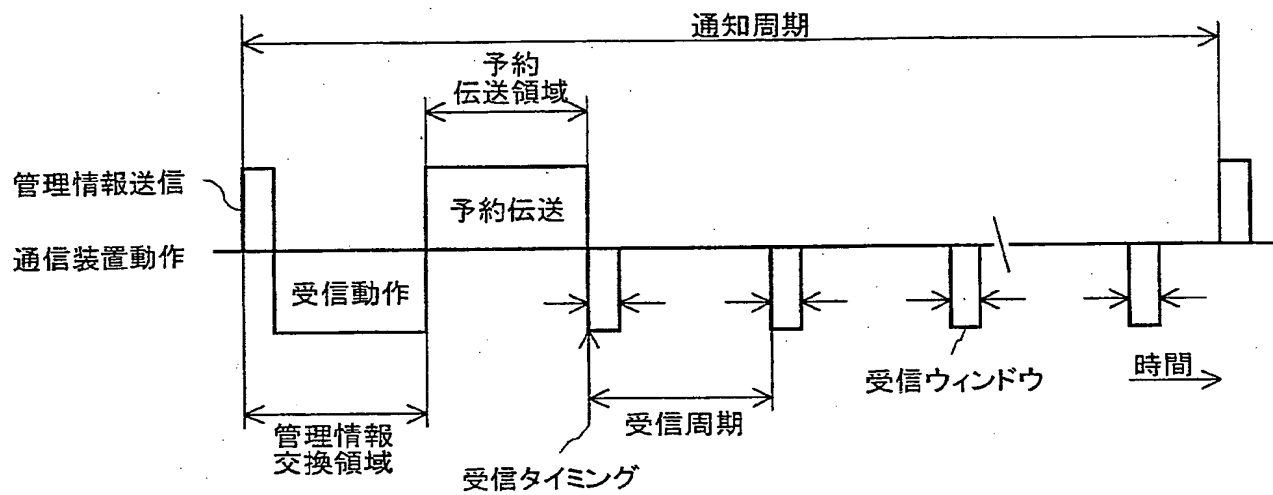 通知周期
予約
伝送領域
管理情報送信
予約伝送
通信装置動作
受信動作
受信ウィンドウ
時間
受信周期
管理情報
交換領域
受信タイミング